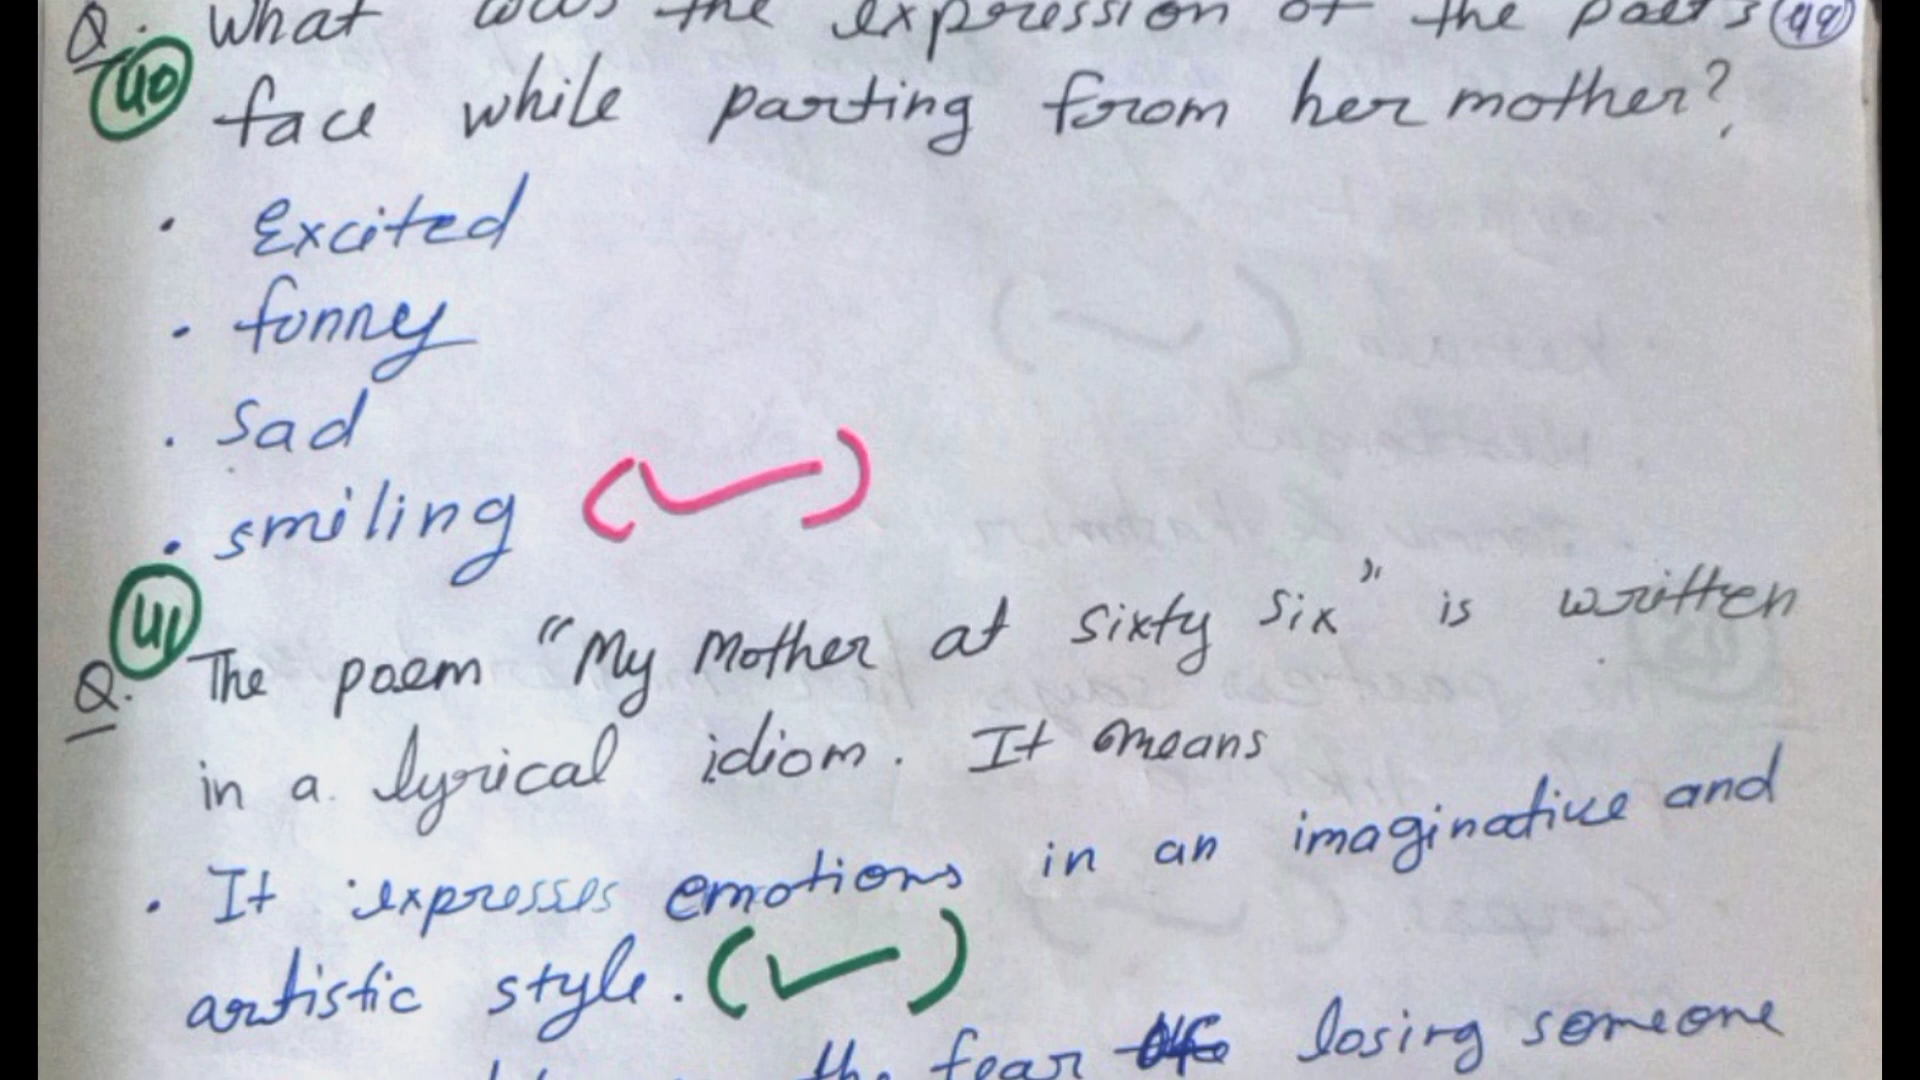 Q. What was the expression of the poet's
40 face while parting from her mother?
• Excited
• fonney
• Sad
• smiling (✓)
41
Q. The poem "My Mother at sixty six" is written
in a lyrical idiom. It means
• It expresses emotions in an imaginative and
artistic style. (✓)
the fear losing someone